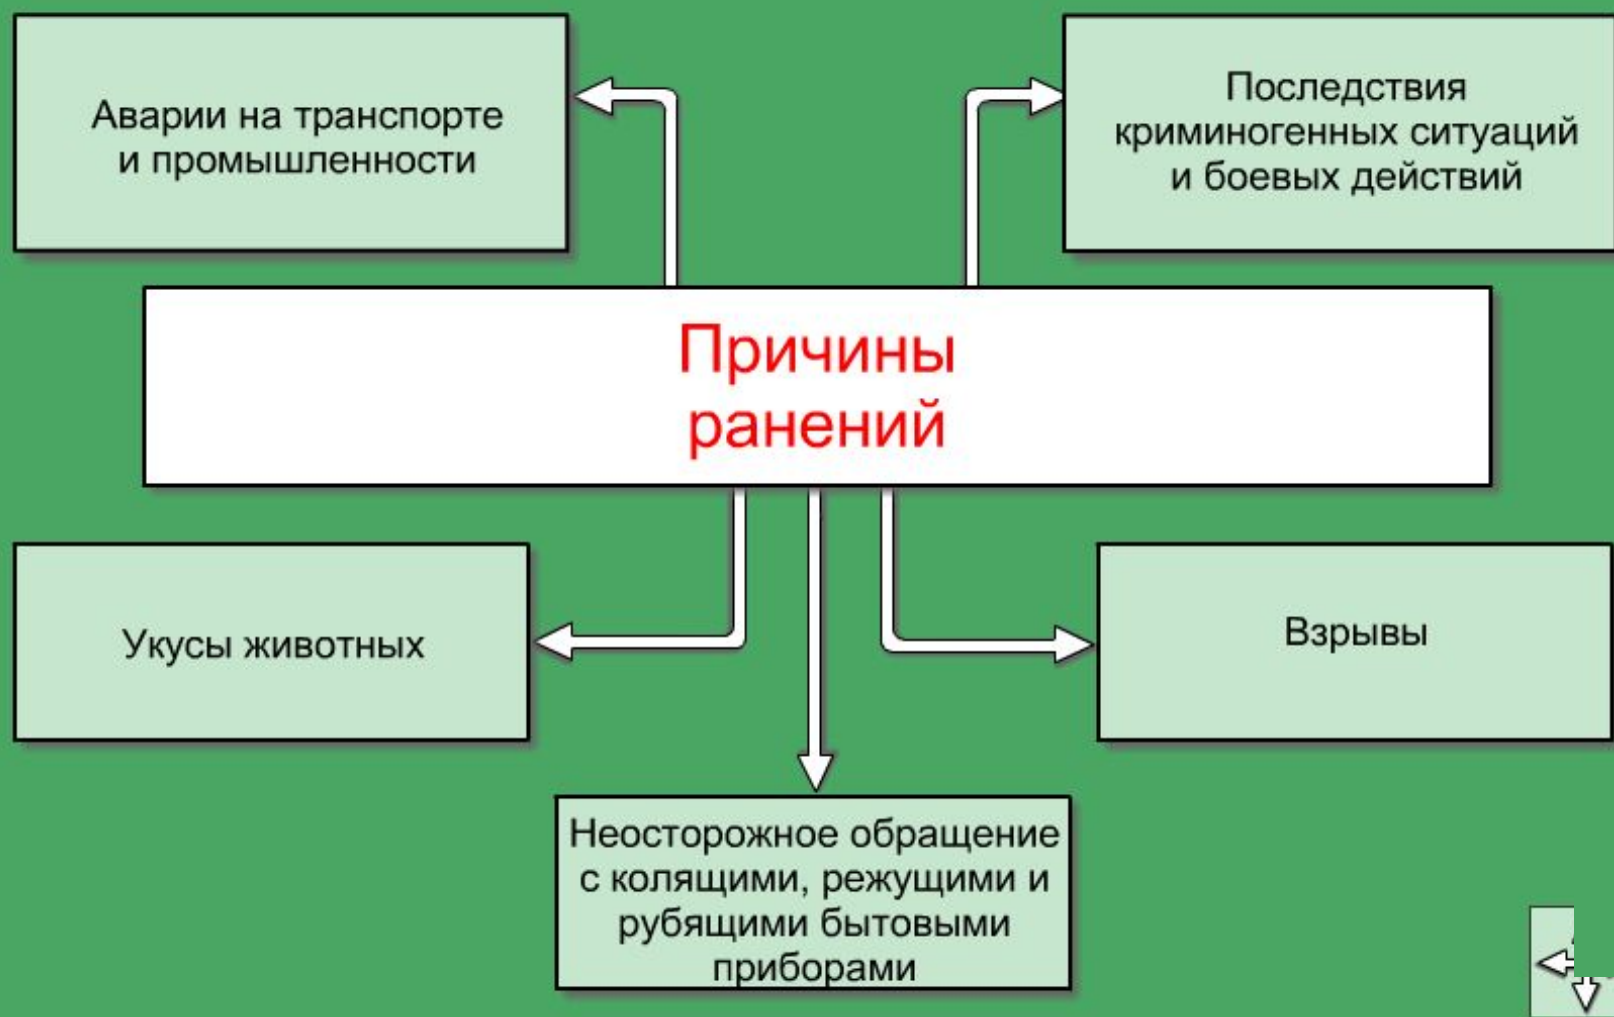 Аварии на транспорте
и промышленности
Последствия
криминогенных ситуаций
и боевых действий
Причины
ранений
Укусы животных
Взрывы
Неосторожное обращение
с колящими, режущими и
рубящими бытовыми
приборами